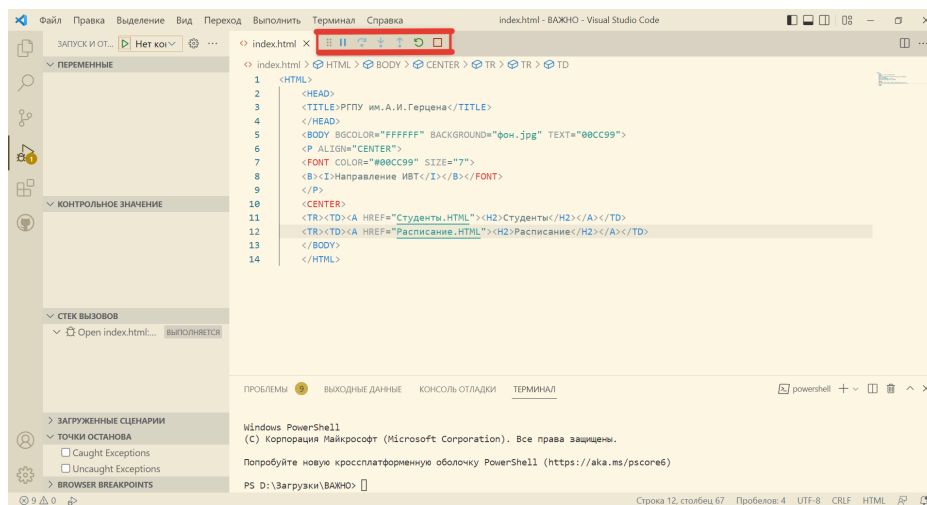 Файл Правка Выделение Вид Переход Выполнить Терминал Справка index.html - ВАЖНО - Visual Studio Code
ЗАПУСК И ОТ... Нет кон
index.html
index.html > HTML > BODY > CENTER > TR > TR > TD
ПЕРЕМЕННЫЕ
1 <HTML>
2 <HEAD>
3 <TITLE>РГПУ им.А.И.Герцена</TITLE>
4 </HEAD>
5 <BODY BGCOLOR="FFFFFF" BACKGROUND="фон.jpg" TEXT="00CC99">
6 <P ALIGN="CENTER">
7 <FONT COLOR="#00CC99" SIZE="7">
8 <B><I>Направление ИВТ</I></B></FONT>
9 </P>
10 <CENTER>
11 <TR><TD><A HREF="Студенты.HTML"><H2>Студенты</H2></A></TD>
12 <TR><TD><A HREF="Расписание.HTML"><H2>Расписание</H2></A></TD>
13 </BODY>
14 </HTML>
1
КОНТРОЛЬНОЕ ЗНАЧЕНИЕ
СТЕК ВЫЗОВОВ
Open index.html:... ВЫПОЛНЯЕТСЯ
ЗАГРУЖЕННЫЕ СЦЕНАРИИ
ТОЧКИ ОСТАНОВА
Caught Exceptions
Uncaught Exceptions
BROWSER BREAKPOINTS
ПРОБЛЕМЫ 9 ВЫХОДНЫЕ ДАННЫЕ КОНСОЛЬ ОТЛАДКИ ТЕРМИНАЛ powershell
Windows PowerShell
(C) Корпорация Майкрософт (Microsoft Corporation). Все права защищены.
Попробуйте новую кроссплатформенную оболочку PowerShell (https://aka.ms/pscore6)
PS D:\Загрузки\ВАЖНО>
9 0 Строка 12, столбец 67 Пробелов: 4 UTF-8 CRLF HTML